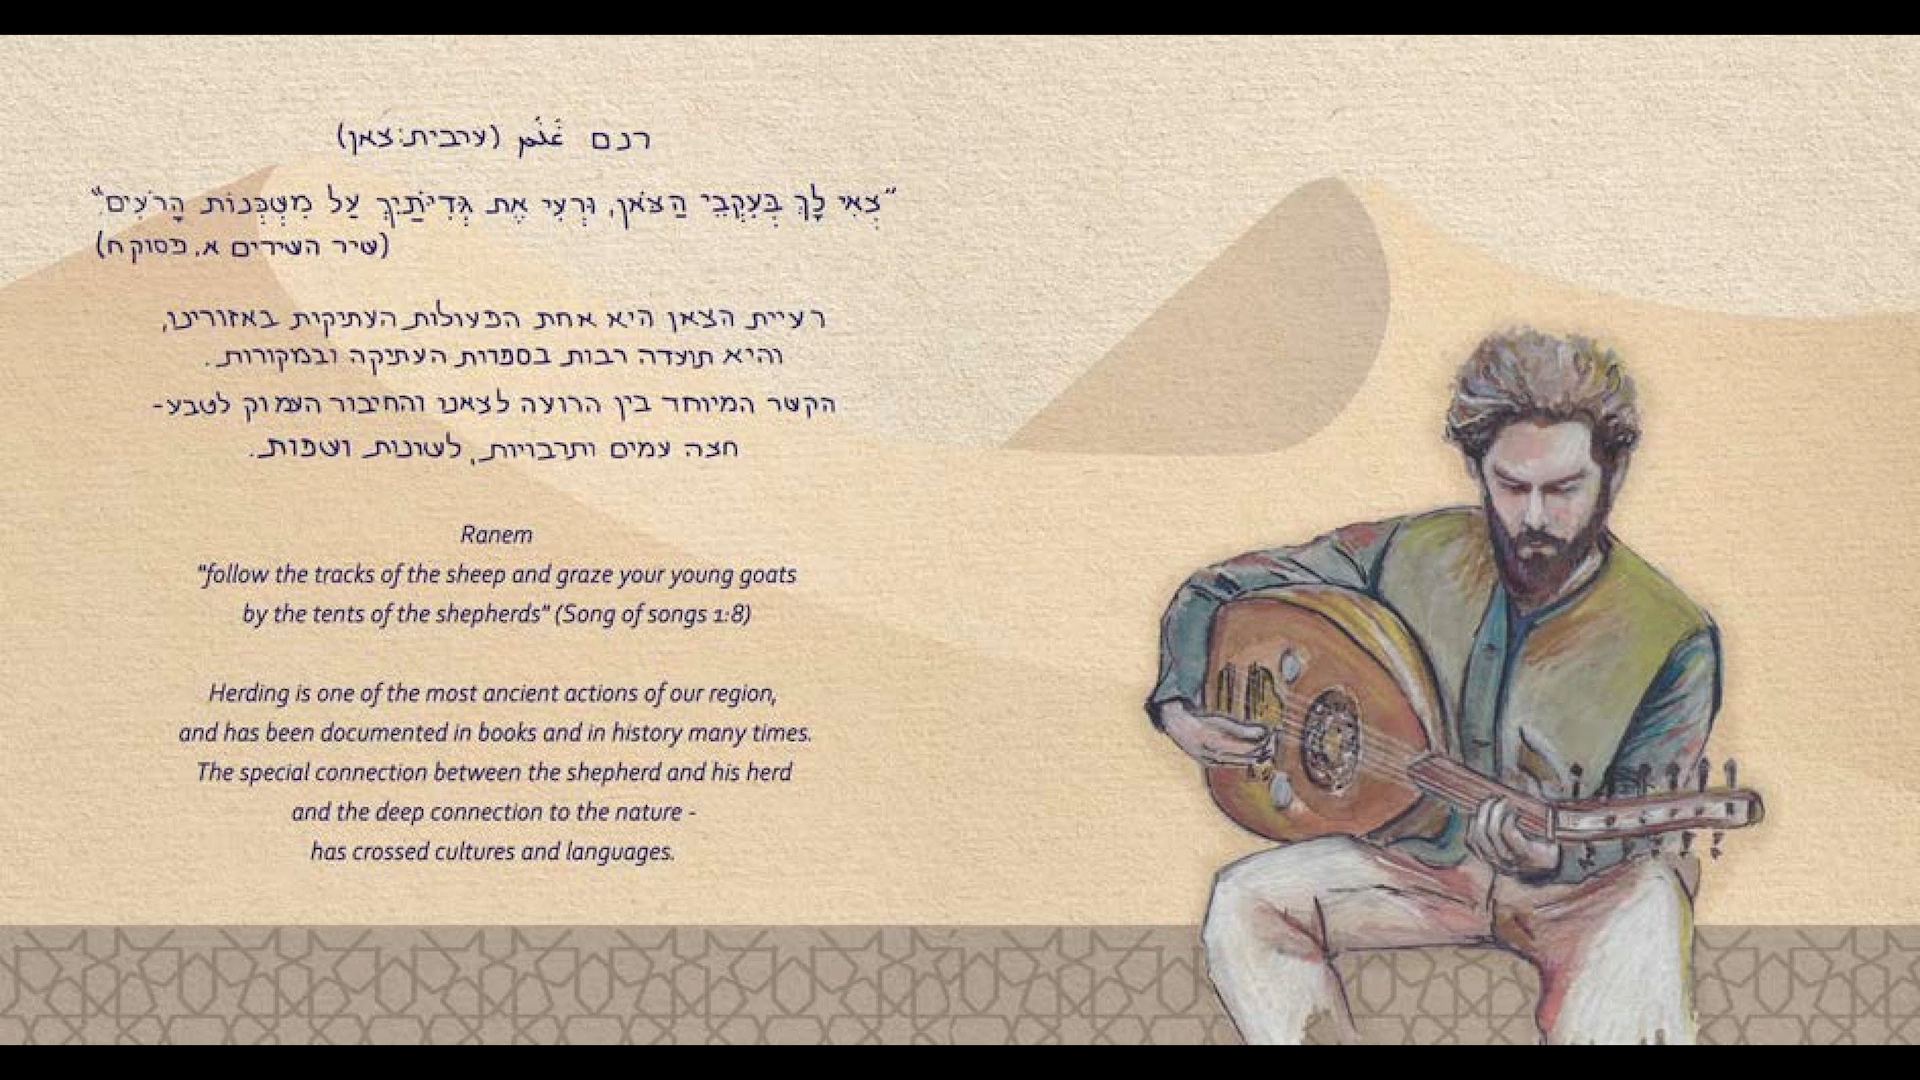 רנם غنم (ערבית: צאן)
"צְאִי לָךְ בְּעִקְבֵי הַצֹּאן, וּרְעִי אֶת גְּדִיֹּתַיִךְ עַל מִשְׁכְּנוֹת הָרֹעִים."
(שיר השירים א, פסוק ח)
רעיית הצאן היא אחת הפעולות העתיקות באזורינו,
והיא תועדה רבות בספרות העתיקה ובמקורות.
הקשר המיוחד בין הרועה לצאנו והחיבור העמוק לטבע-
חצה עמים ותרבויות, לשונות ושפות.
Ranem
"follow the tracks of the sheep and graze your young goats
by the tents of the shepherds" (Song of songs 1:8)
Herding is one of the most ancient actions of our region,
and has been documented in books and in history many times.
The special connection between the shepherd and his herd
and the deep connection to the nature -
has crossed cultures and languages.